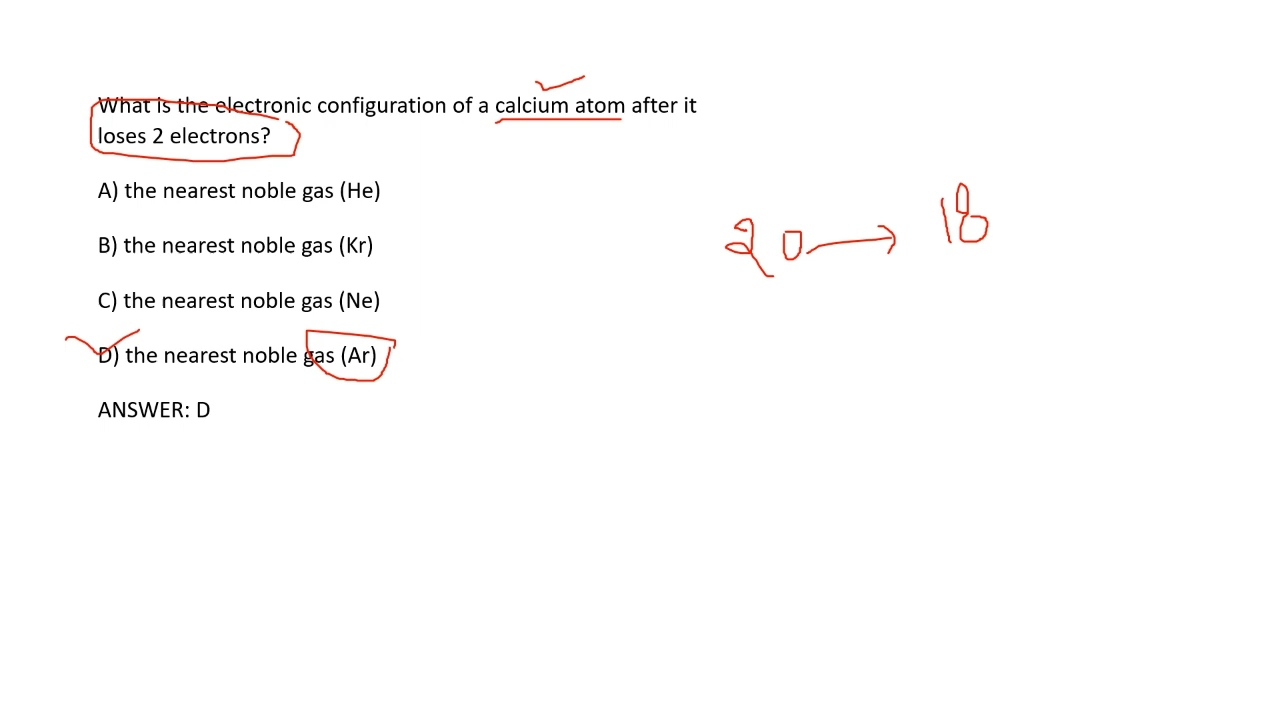 What is the electronic configuration of a calcium atom after it
loses 2 electrons?
A) the nearest noble gas (He)
B) the nearest noble gas (Kr)
C) the nearest noble gas (Ne)
D) the nearest noble gas (Ar)
ANSWER: D
20 → 18